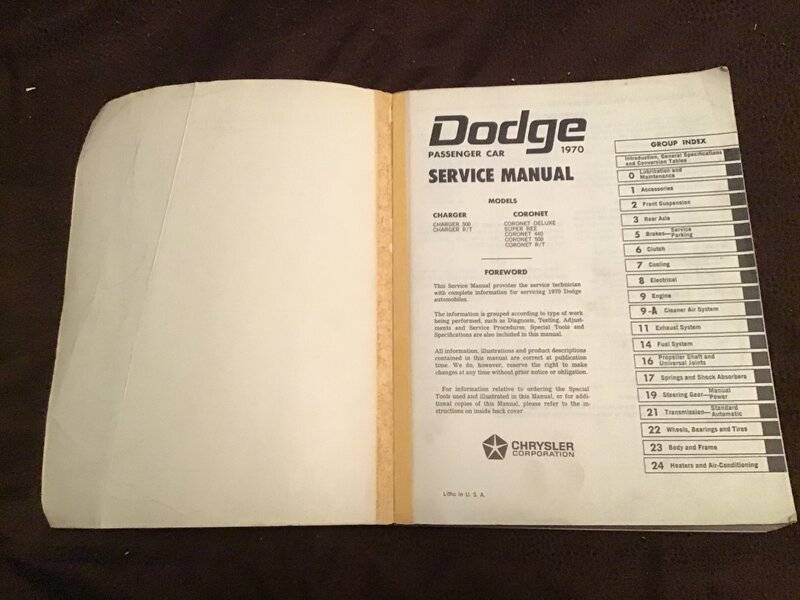 Dodge
PASSENGER CAR 1970
SERVICE MANUAL
MODELS
CHARGER
CHARGER 500
CHARGER R/T
CORONET
CORONET DELUXE
SUPER BEE
CORONET 440
CORONET 500
CORONET R/T
FOREWORD
This Service Manual provides the service technician
with complete information for servicing 1970 Dodge
automobiles.
The information is grouped according to type of work
being performed, such as Diagnosis, Testing, Adjust-
ments and Service Procedures. Special Tools and
Specifications are also included in this manual.
All information, illustrations and product descriptions
contained in this manual are correct at publication
time. We do, however, reserve the right to make
changes at any time without prior notice or obligation.
For information relative to ordering the Special
Tools used and illustrated in this Manual, or for addi-
tional copies of this Manual, please refer to the in-
structions on inside back cover
CHRYSLER
CORPORATION
Litho in U. S. A.
GROUP INDEX
Introduction, General Specifications
and Conversion Tables
0 Lubrication and
Maintenance
1 Accessories
2 Front Suspension
3 Rear Axle
5 Brakes—Service
Parking
6 Clutch
7 Cooling
8 Electrical
9 Engine
9-A Cleaner Air System
11 Exhaust System
14 Fuel System
16 Propeller Shaft and
Universal Joints
17 Springs and Shock Absorbers
19 Steering Gear—Manual
Power
21 Transmission—Standard
Automatic
22 Wheels, Bearings and Tires
23 Body and Frame
24 Heaters and Air-Conditioning